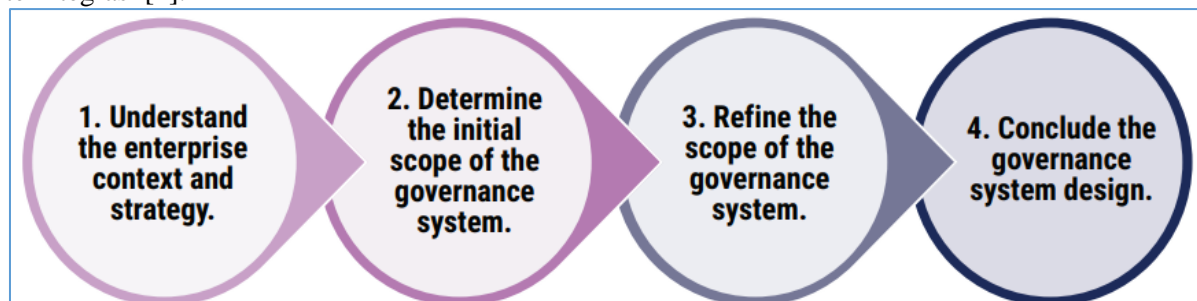 1. Understand
the enterprise
context and
strategy.
2. Determine
the initial
scope of the
governance
system.
3. Refine the
scope of the
governance
system.
4. Conclude the
governance
system design.